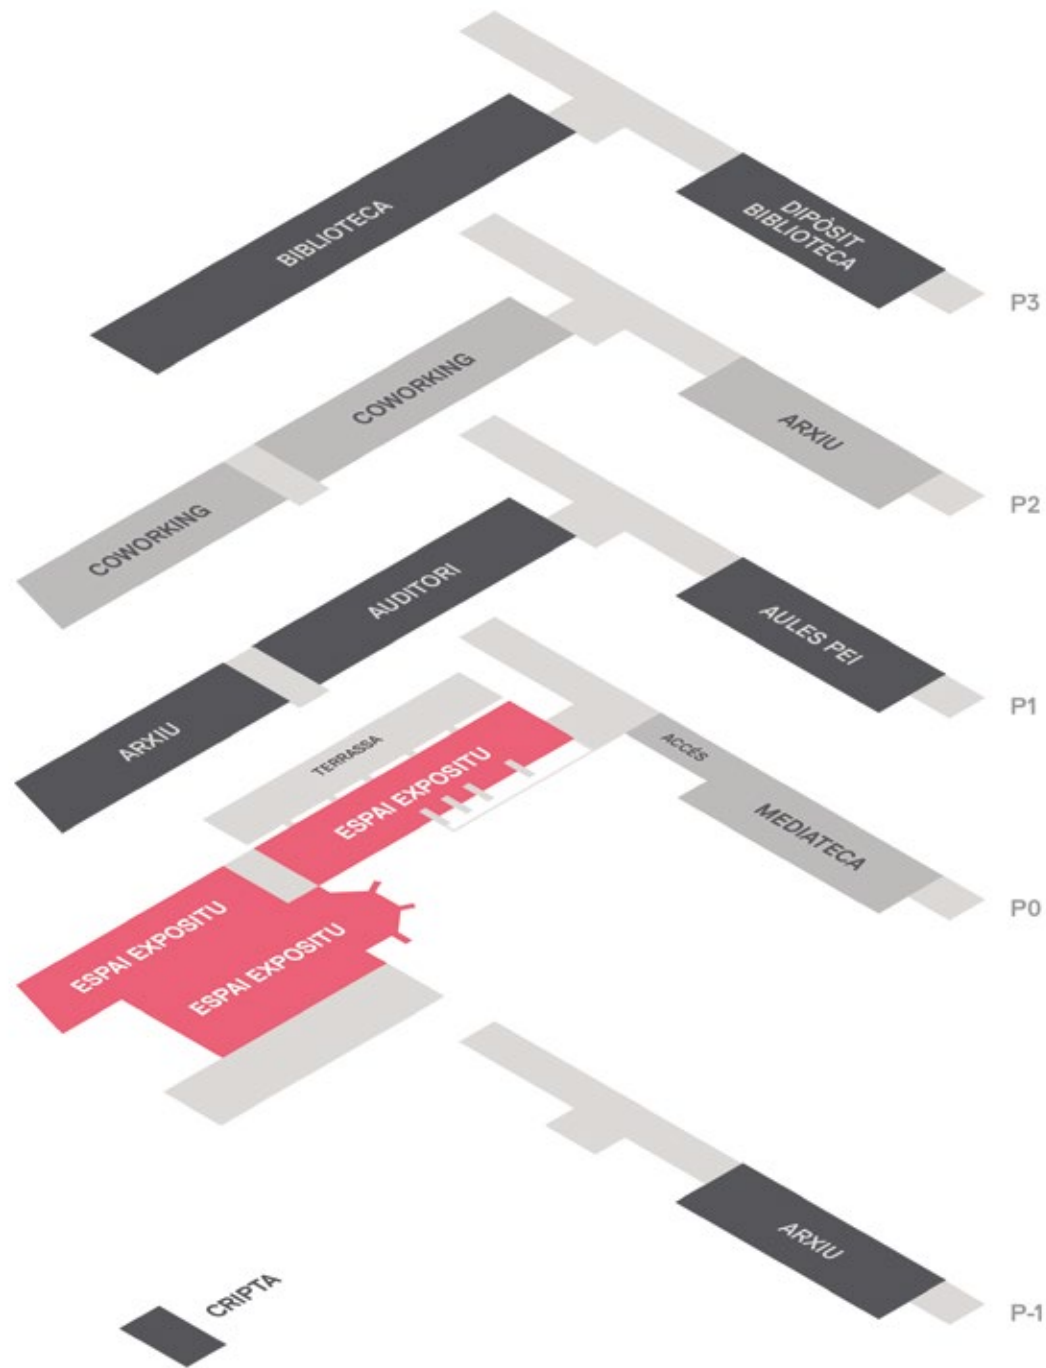 BIBLIOTECA
DIPÒSIT
BIBLIOTECA
P3
COWORKING
COWORKING
ARXIU
P2
AUDITORI
ARXIU
AULES PEI
P1
TERRASSA
ESPAI EXPOSITU
ACCÉS
MEDIATECA
P0
ESPAI EXPOSITU
ESPAI EXPOSITU
ARXIU
CRIPTA
P-1